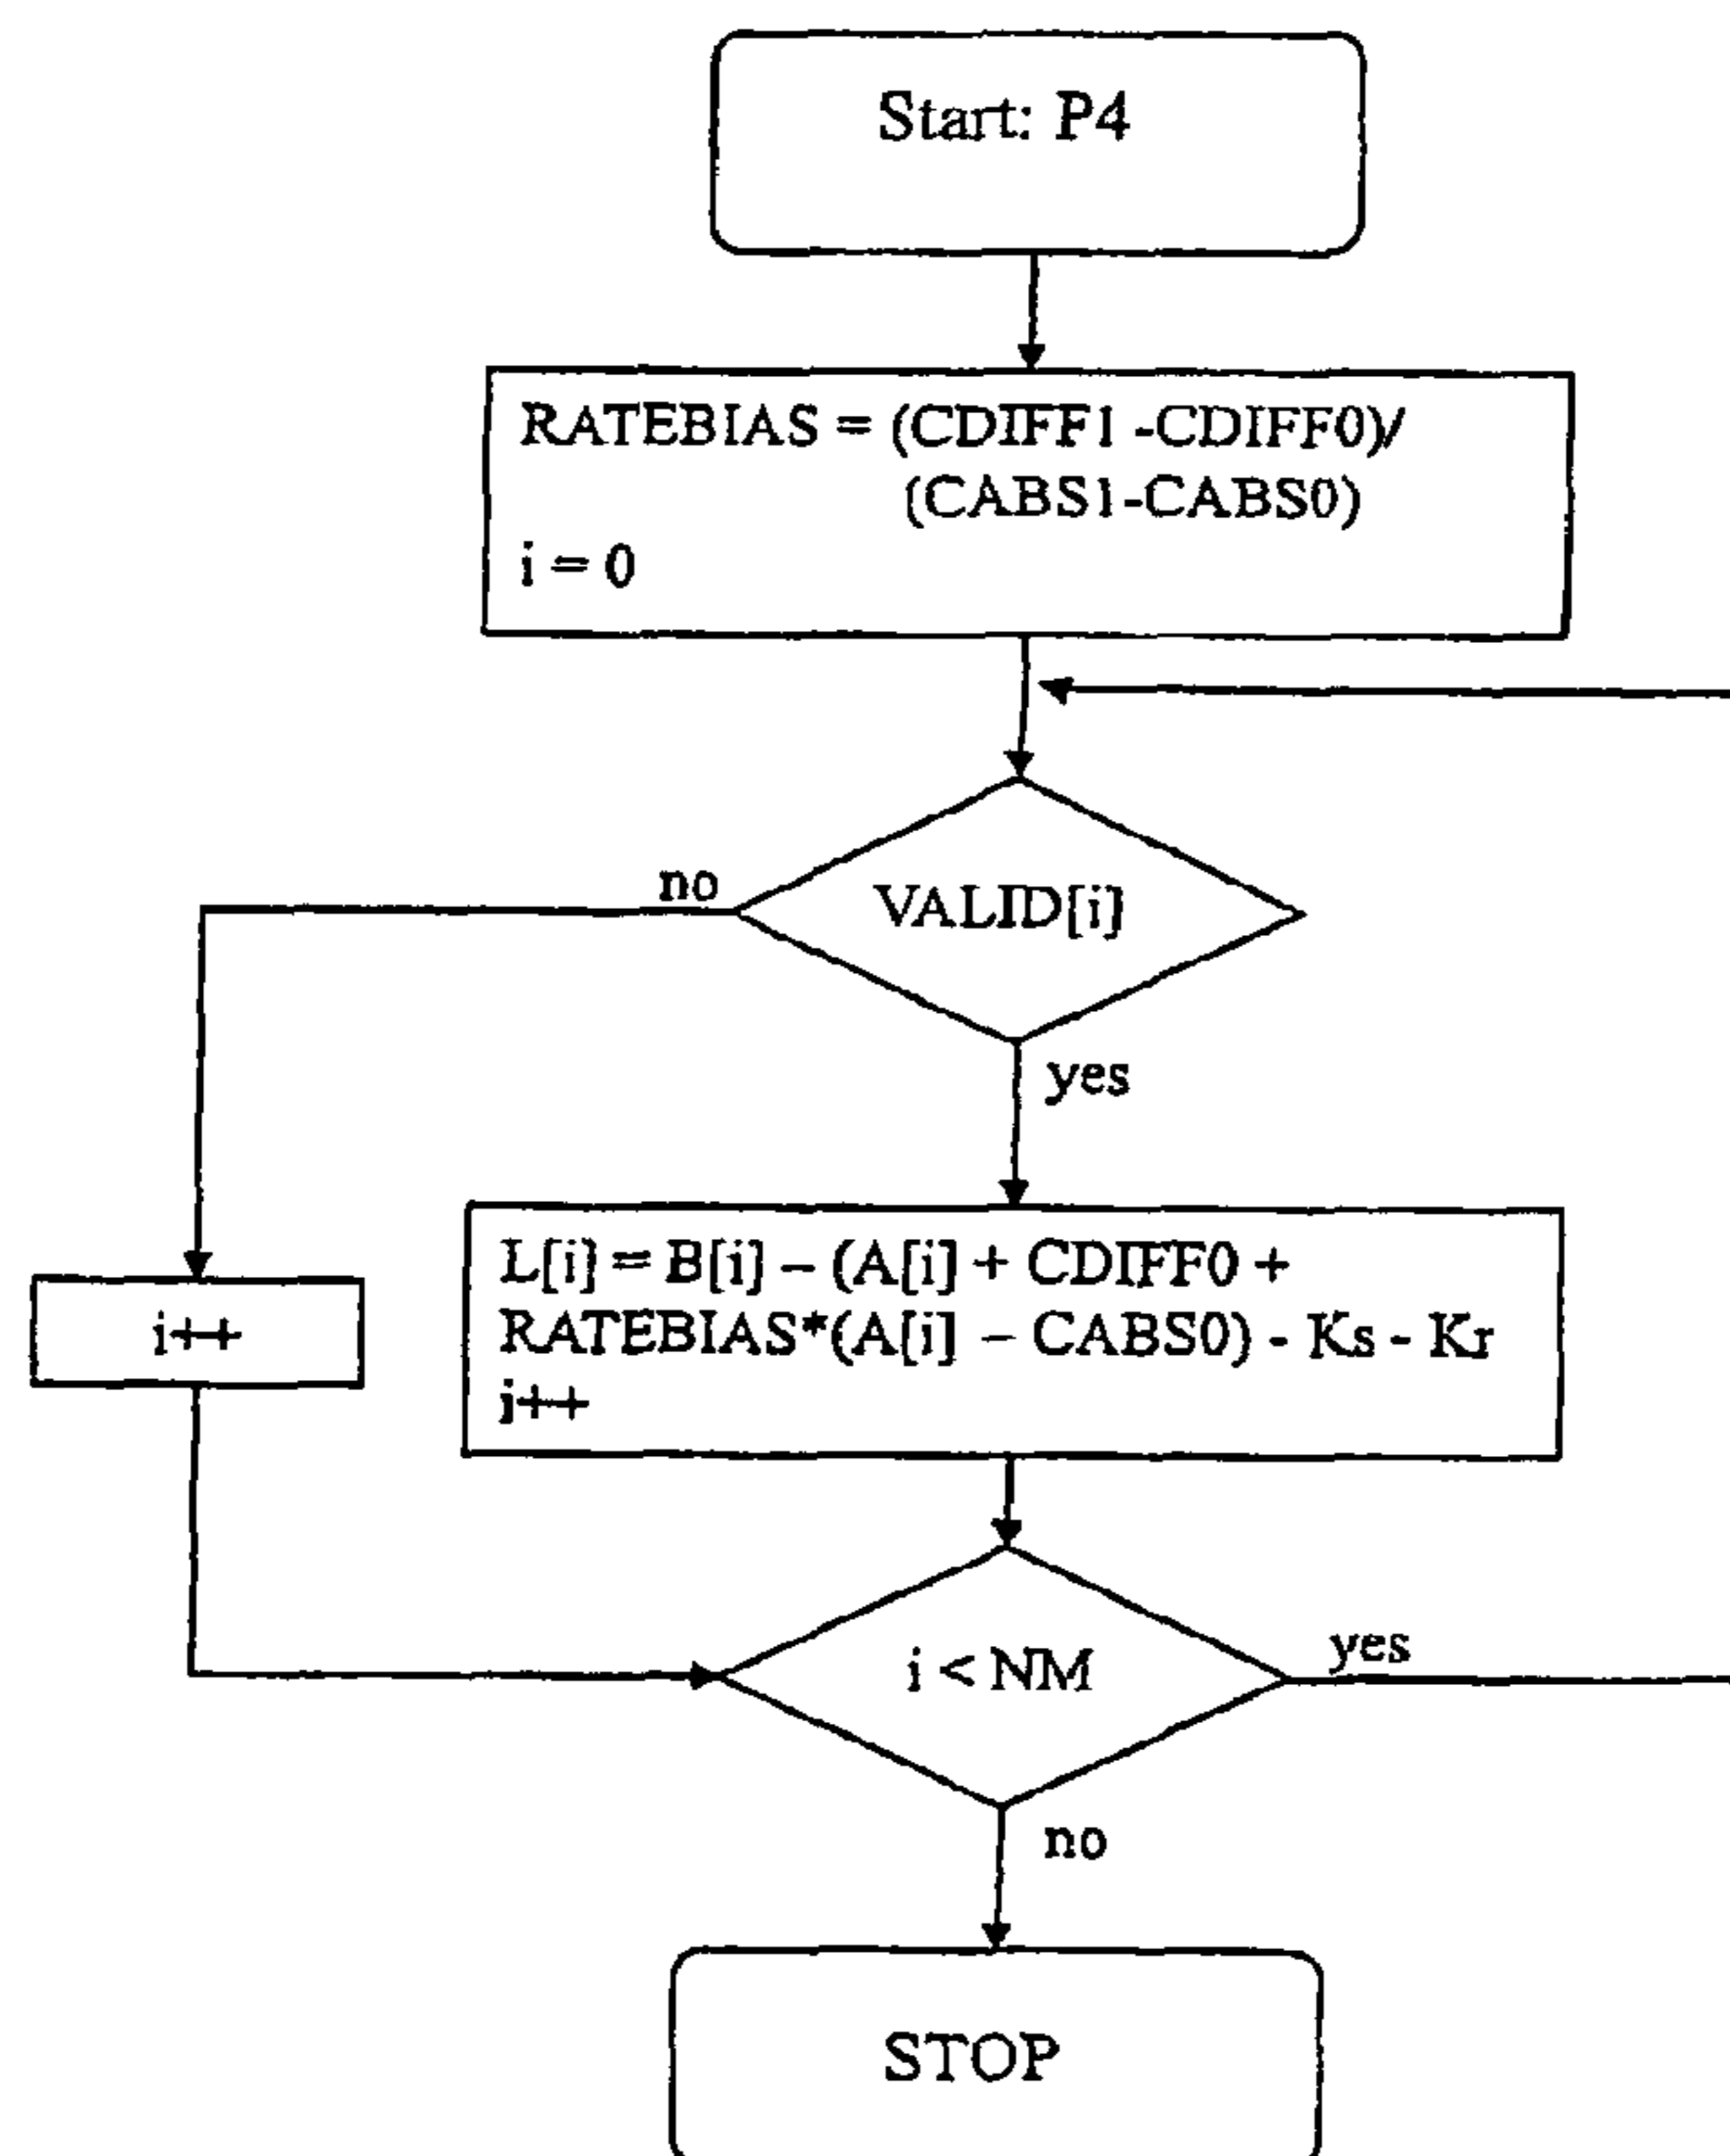 Start: P4
RATEBIAS = (CDIFF1 -CDIFF0)/
(CABS1-CABS0)
i = 0
no
VALID[i]
yes
L[i] = B[i] – (A[i] + CDIFF0 +
RATEBIAS*(A[i] – CABS0) - Ks - Kr
i++
j++
i < NM
yes
no
STOP